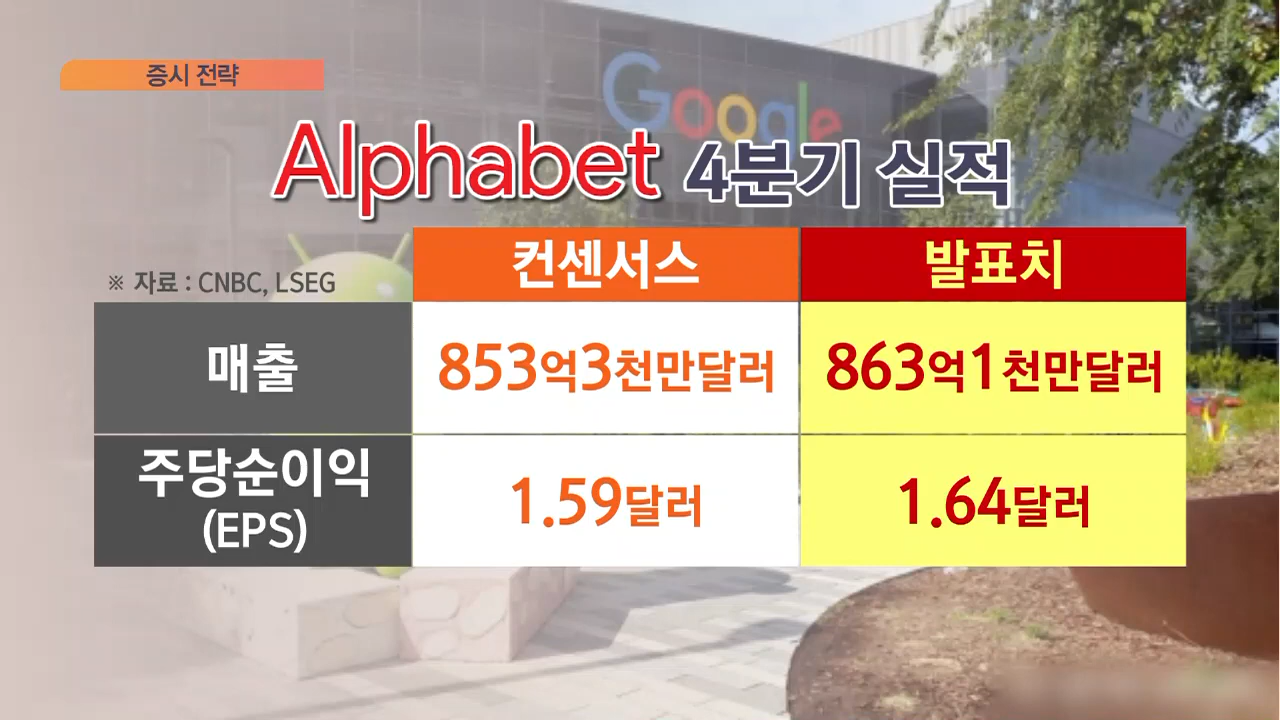 증시 전략
Google
Alphabet 4분기 실적
※ 자료 : CNBC, LSEG
컨센서스
발표치
매출
853억3천만달러
863억1천만달러
주당순이익
(EPS)
1.59달러
1.64달러